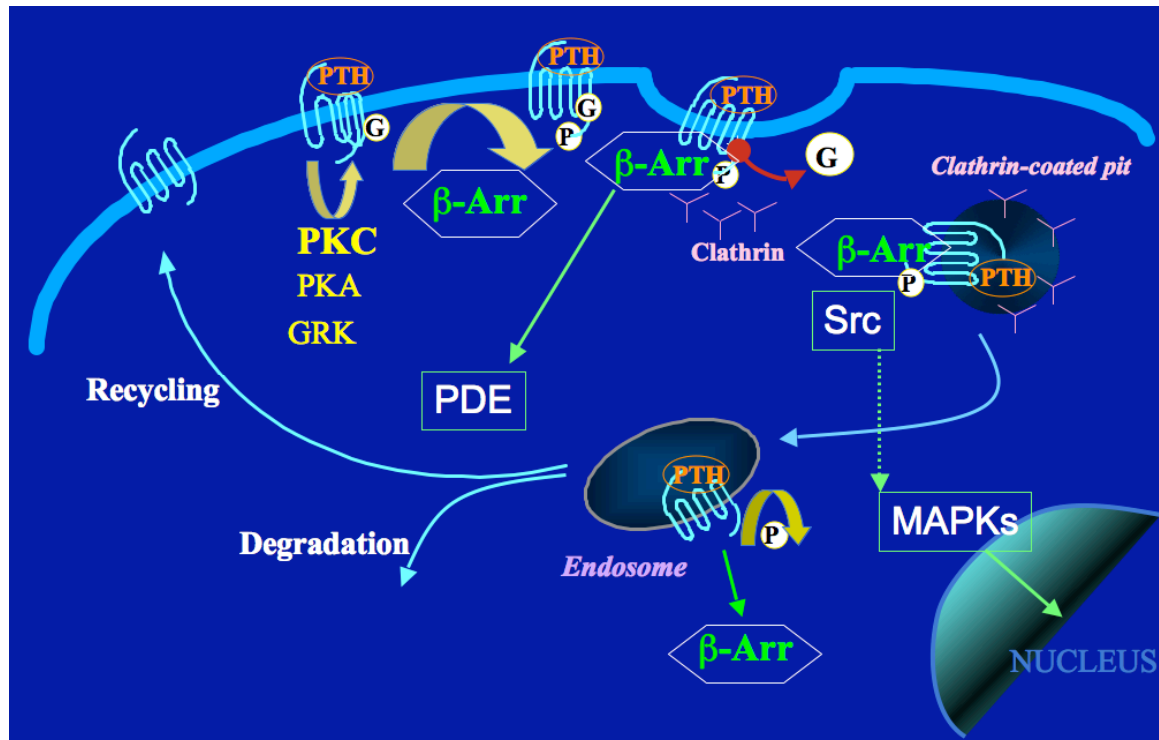 PTH
G
PKC
PKA
GRK
β-Arr
PTH
G
P
PTH
β-Arr
P
G
Clathrin
Clathrin-coated pit
β-Arr
P
PTH
Src
PDE
MAPKs
NUCLEUS
Recycling
Degradation
PTH
P
Endosome
β-Arr